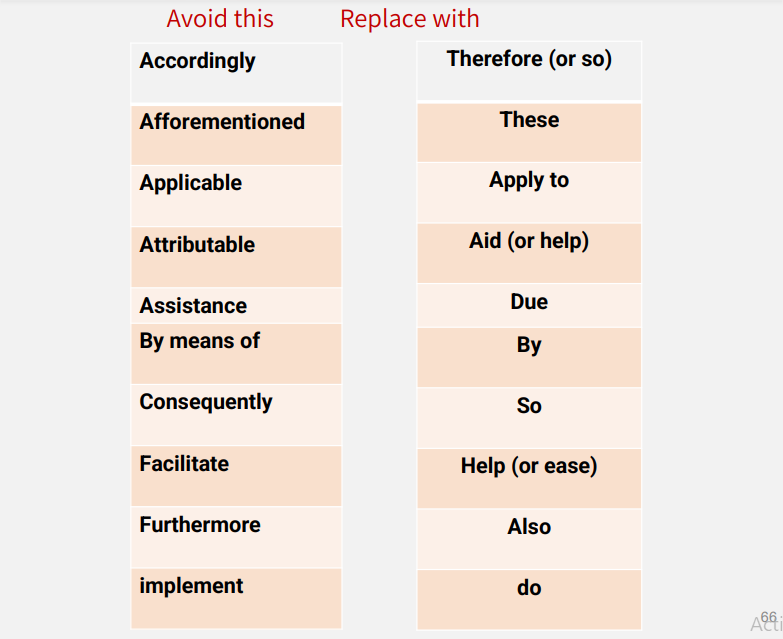 Avoid this Replace with
Accordingly Therefore (or so)
Afforementioned These
Applicable Apply to
Attributable Aid (or help)
Assistance Due
By means of By
Consequently So
Facilitate Help (or ease)
Furthermore Also
implement do
66